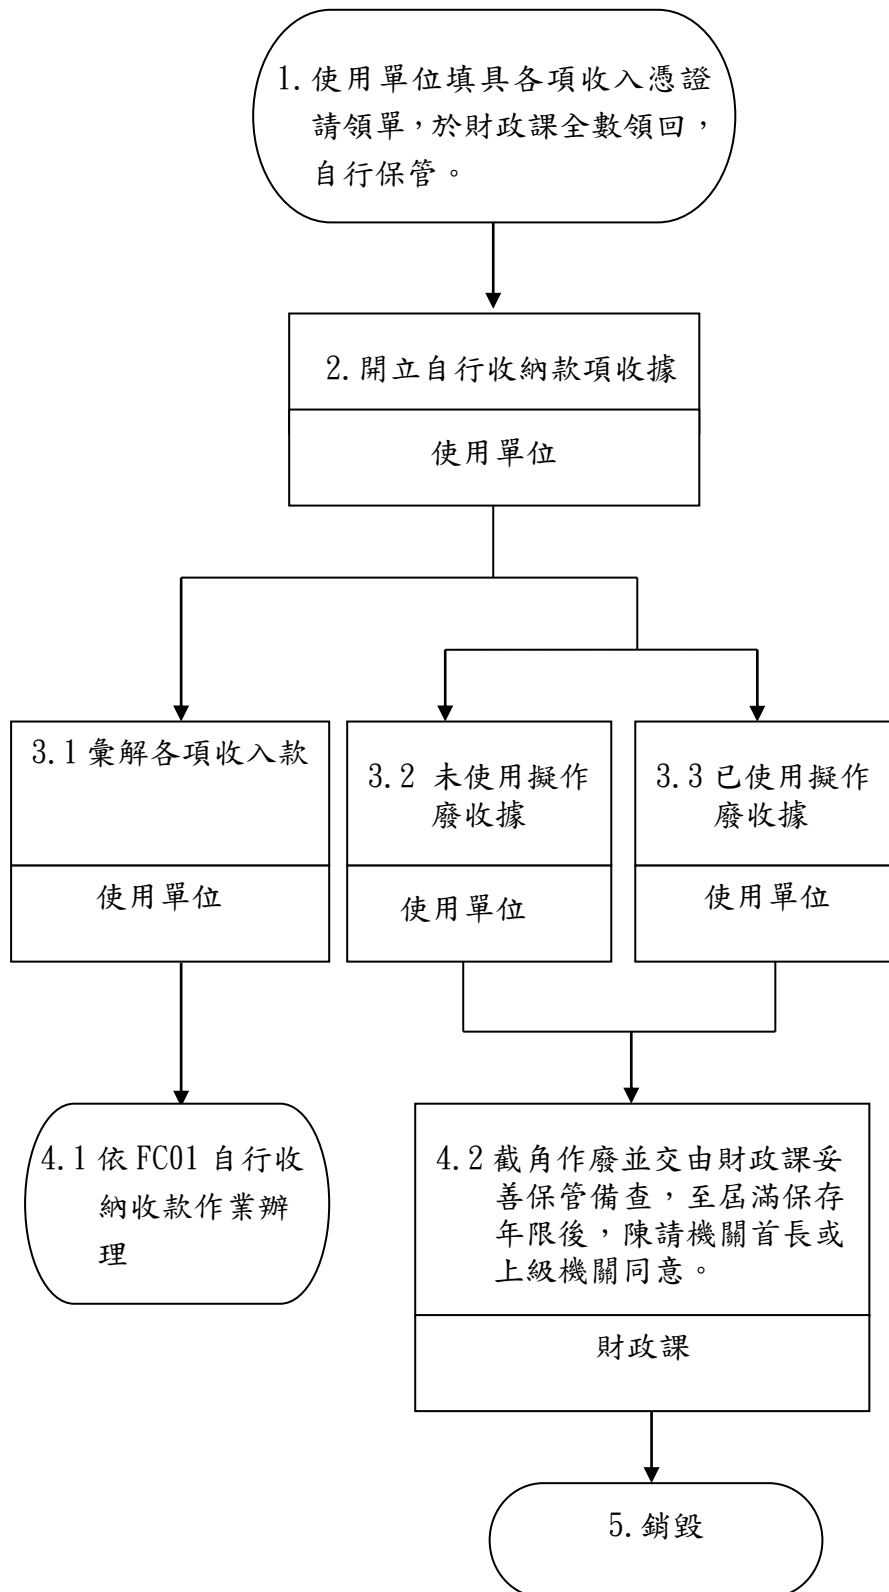 1.使用單位填具各項收入憑證
請領單，於財政課全數領回，
自行保管。
2.開立自行收納款項收據
使用單位
3.1 彙解各項收入款
使用單位
3.2 未使用擬作
廢收據
使用單位
3.3 已使用擬作
廢收據
使用單位
4.1 依 FC01 自行收
納收款作業辦
理
4.2 截角作廢並交由財政課妥
善保管備查，至屆滿保存
年限後，陳請機關首長或
上級機關同意。
財政課
5.銷毀